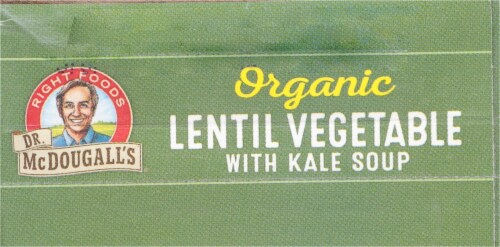 RIGHT FOODS
DR.
McDOUGALL'S
Organic
LENTIL VEGETABLE
WITH KALE SOUP